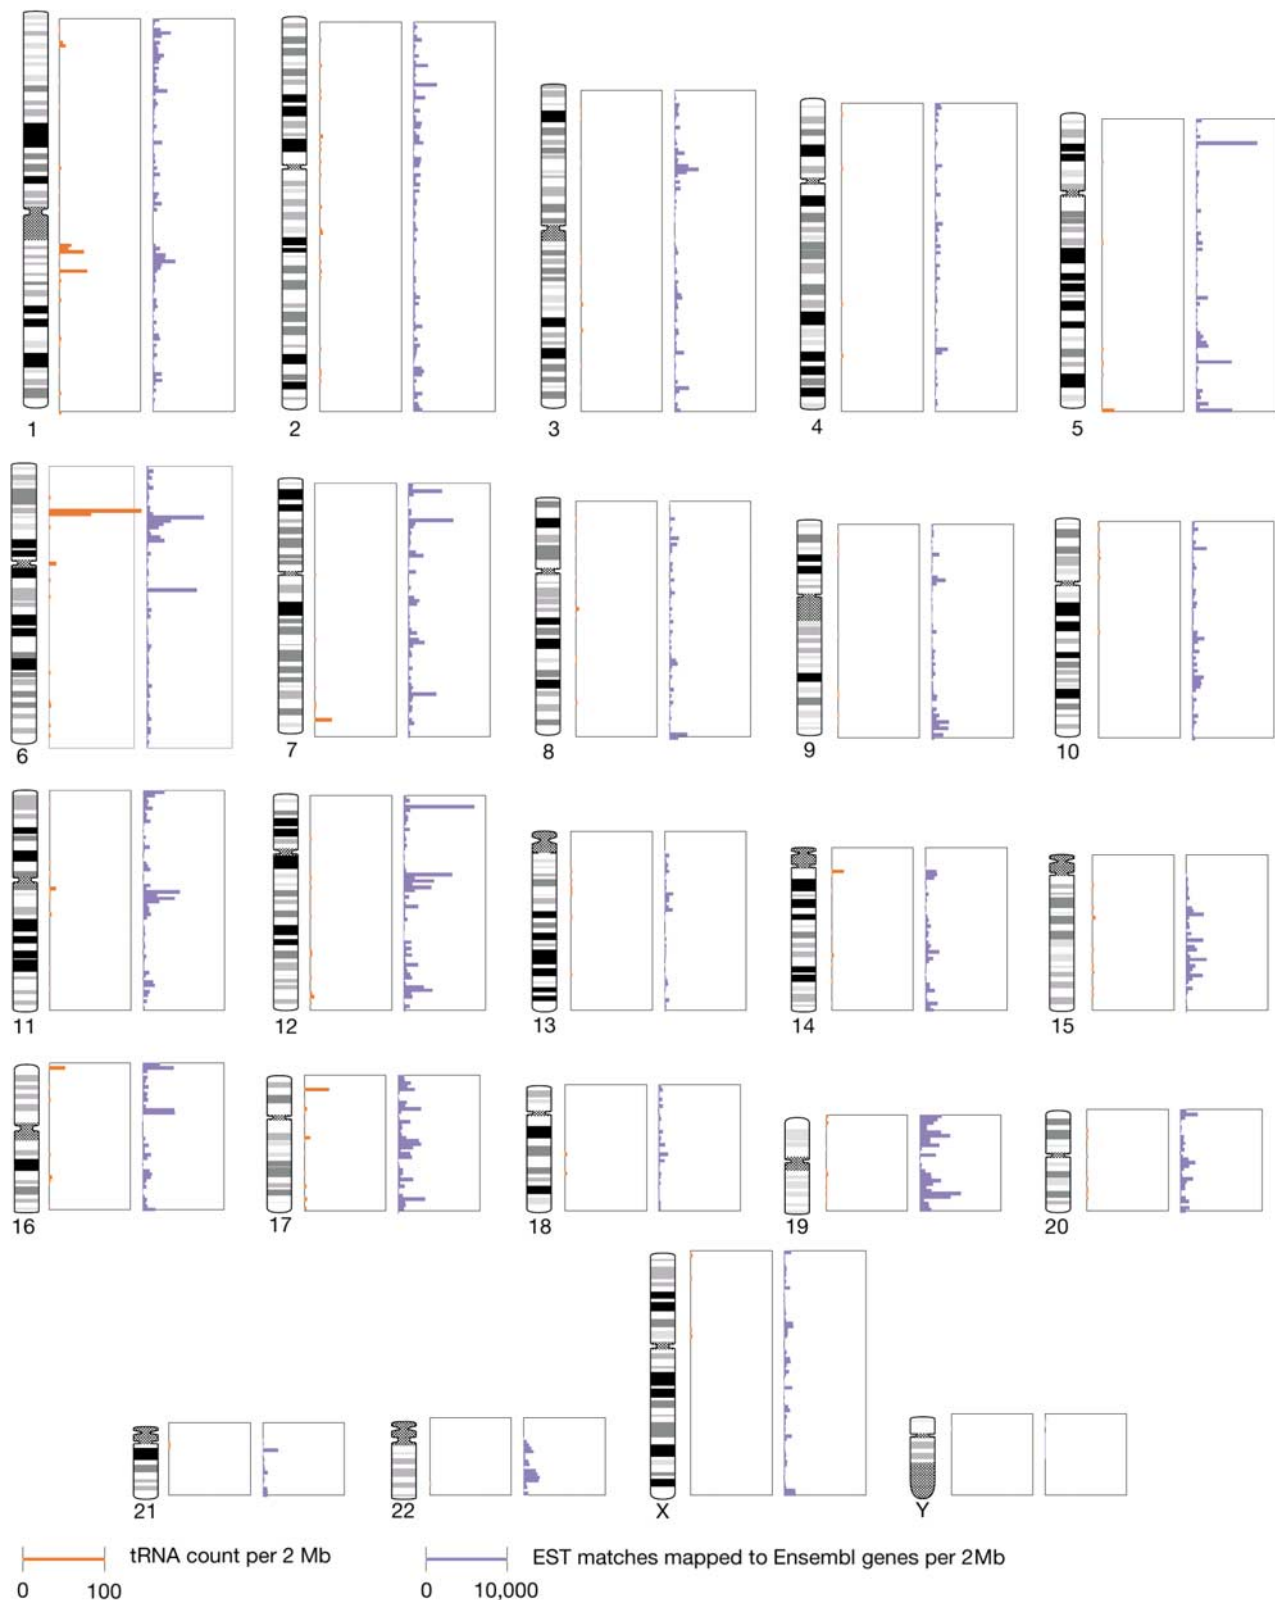 1 2 3 4 5
6 7 8 9 10
11 12 13 14 15
16 17 18 19 20
21 22 X Y
tRNA count per 2 Mb EST matches mapped to Ensembl genes per 2Mb
0 100 0 10,000